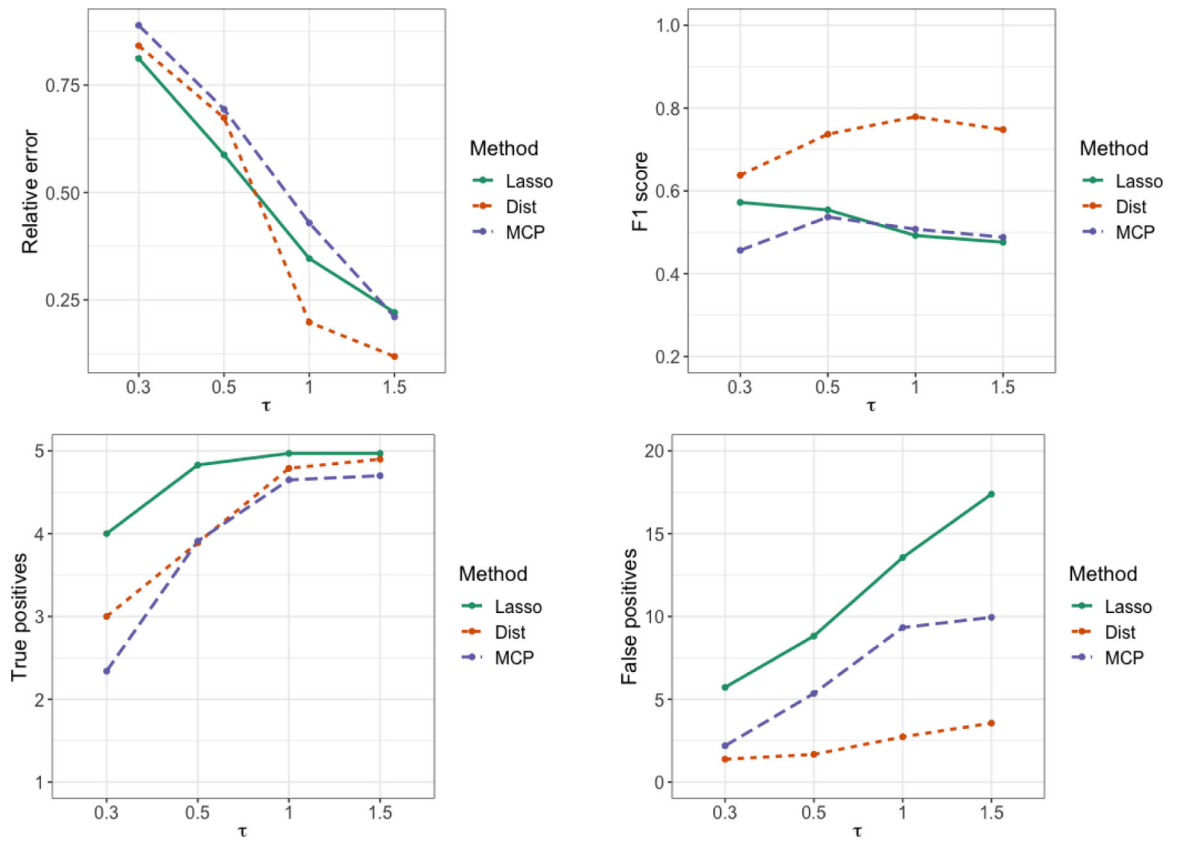 Relative error
0.75
0.50
0.25
0.3 0.5 1 1.5
τ
Method
Lasso
Dist
MCP
F1 score
1.0
0.8
0.6
0.4
0.2
0.3 0.5 1 1.5
τ
Method
Lasso
Dist
MCP
True positives
5
4
3
2
1
0.3 0.5 1 1.5
τ
Method
Lasso
Dist
MCP
False positives
20
15
10
5
0
0.3 0.5 1 1.5
τ
Method
Lasso
Dist
MCP